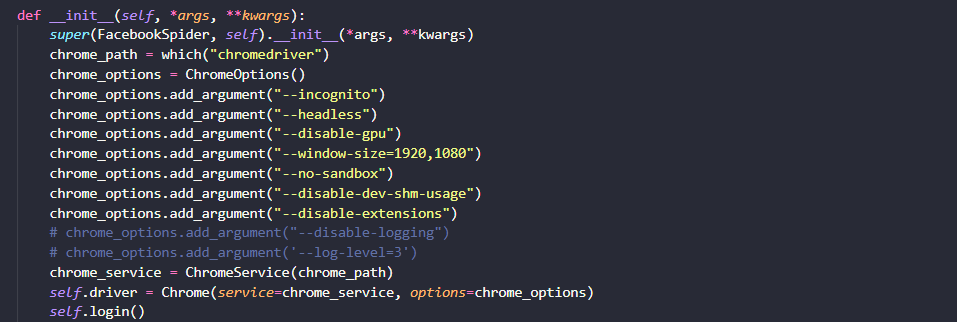 def __init__(self, *args, **kwargs):
super(FacebookSpider, self).__init__(*args, **kwargs)
chrome_path = which("chromedriver")
chrome_options = ChromeOptions()
chrome_options.add_argument("--incognito")
chrome_options.add_argument("--headless")
chrome_options.add_argument("--disable-gpu")
chrome_options.add_argument("--window-size=1920,1080")
chrome_options.add_argument("--no-sandbox")
chrome_options.add_argument("--disable-dev-shm-usage")
chrome_options.add_argument("--disable-extensions")
# chrome_options.add_argument("--disable-logging")
# chrome_options.add_argument('--log-level=3')
chrome_service = ChromeService(chrome_path)
self.driver = Chrome(service=chrome_service, options=chrome_options)
self.login()